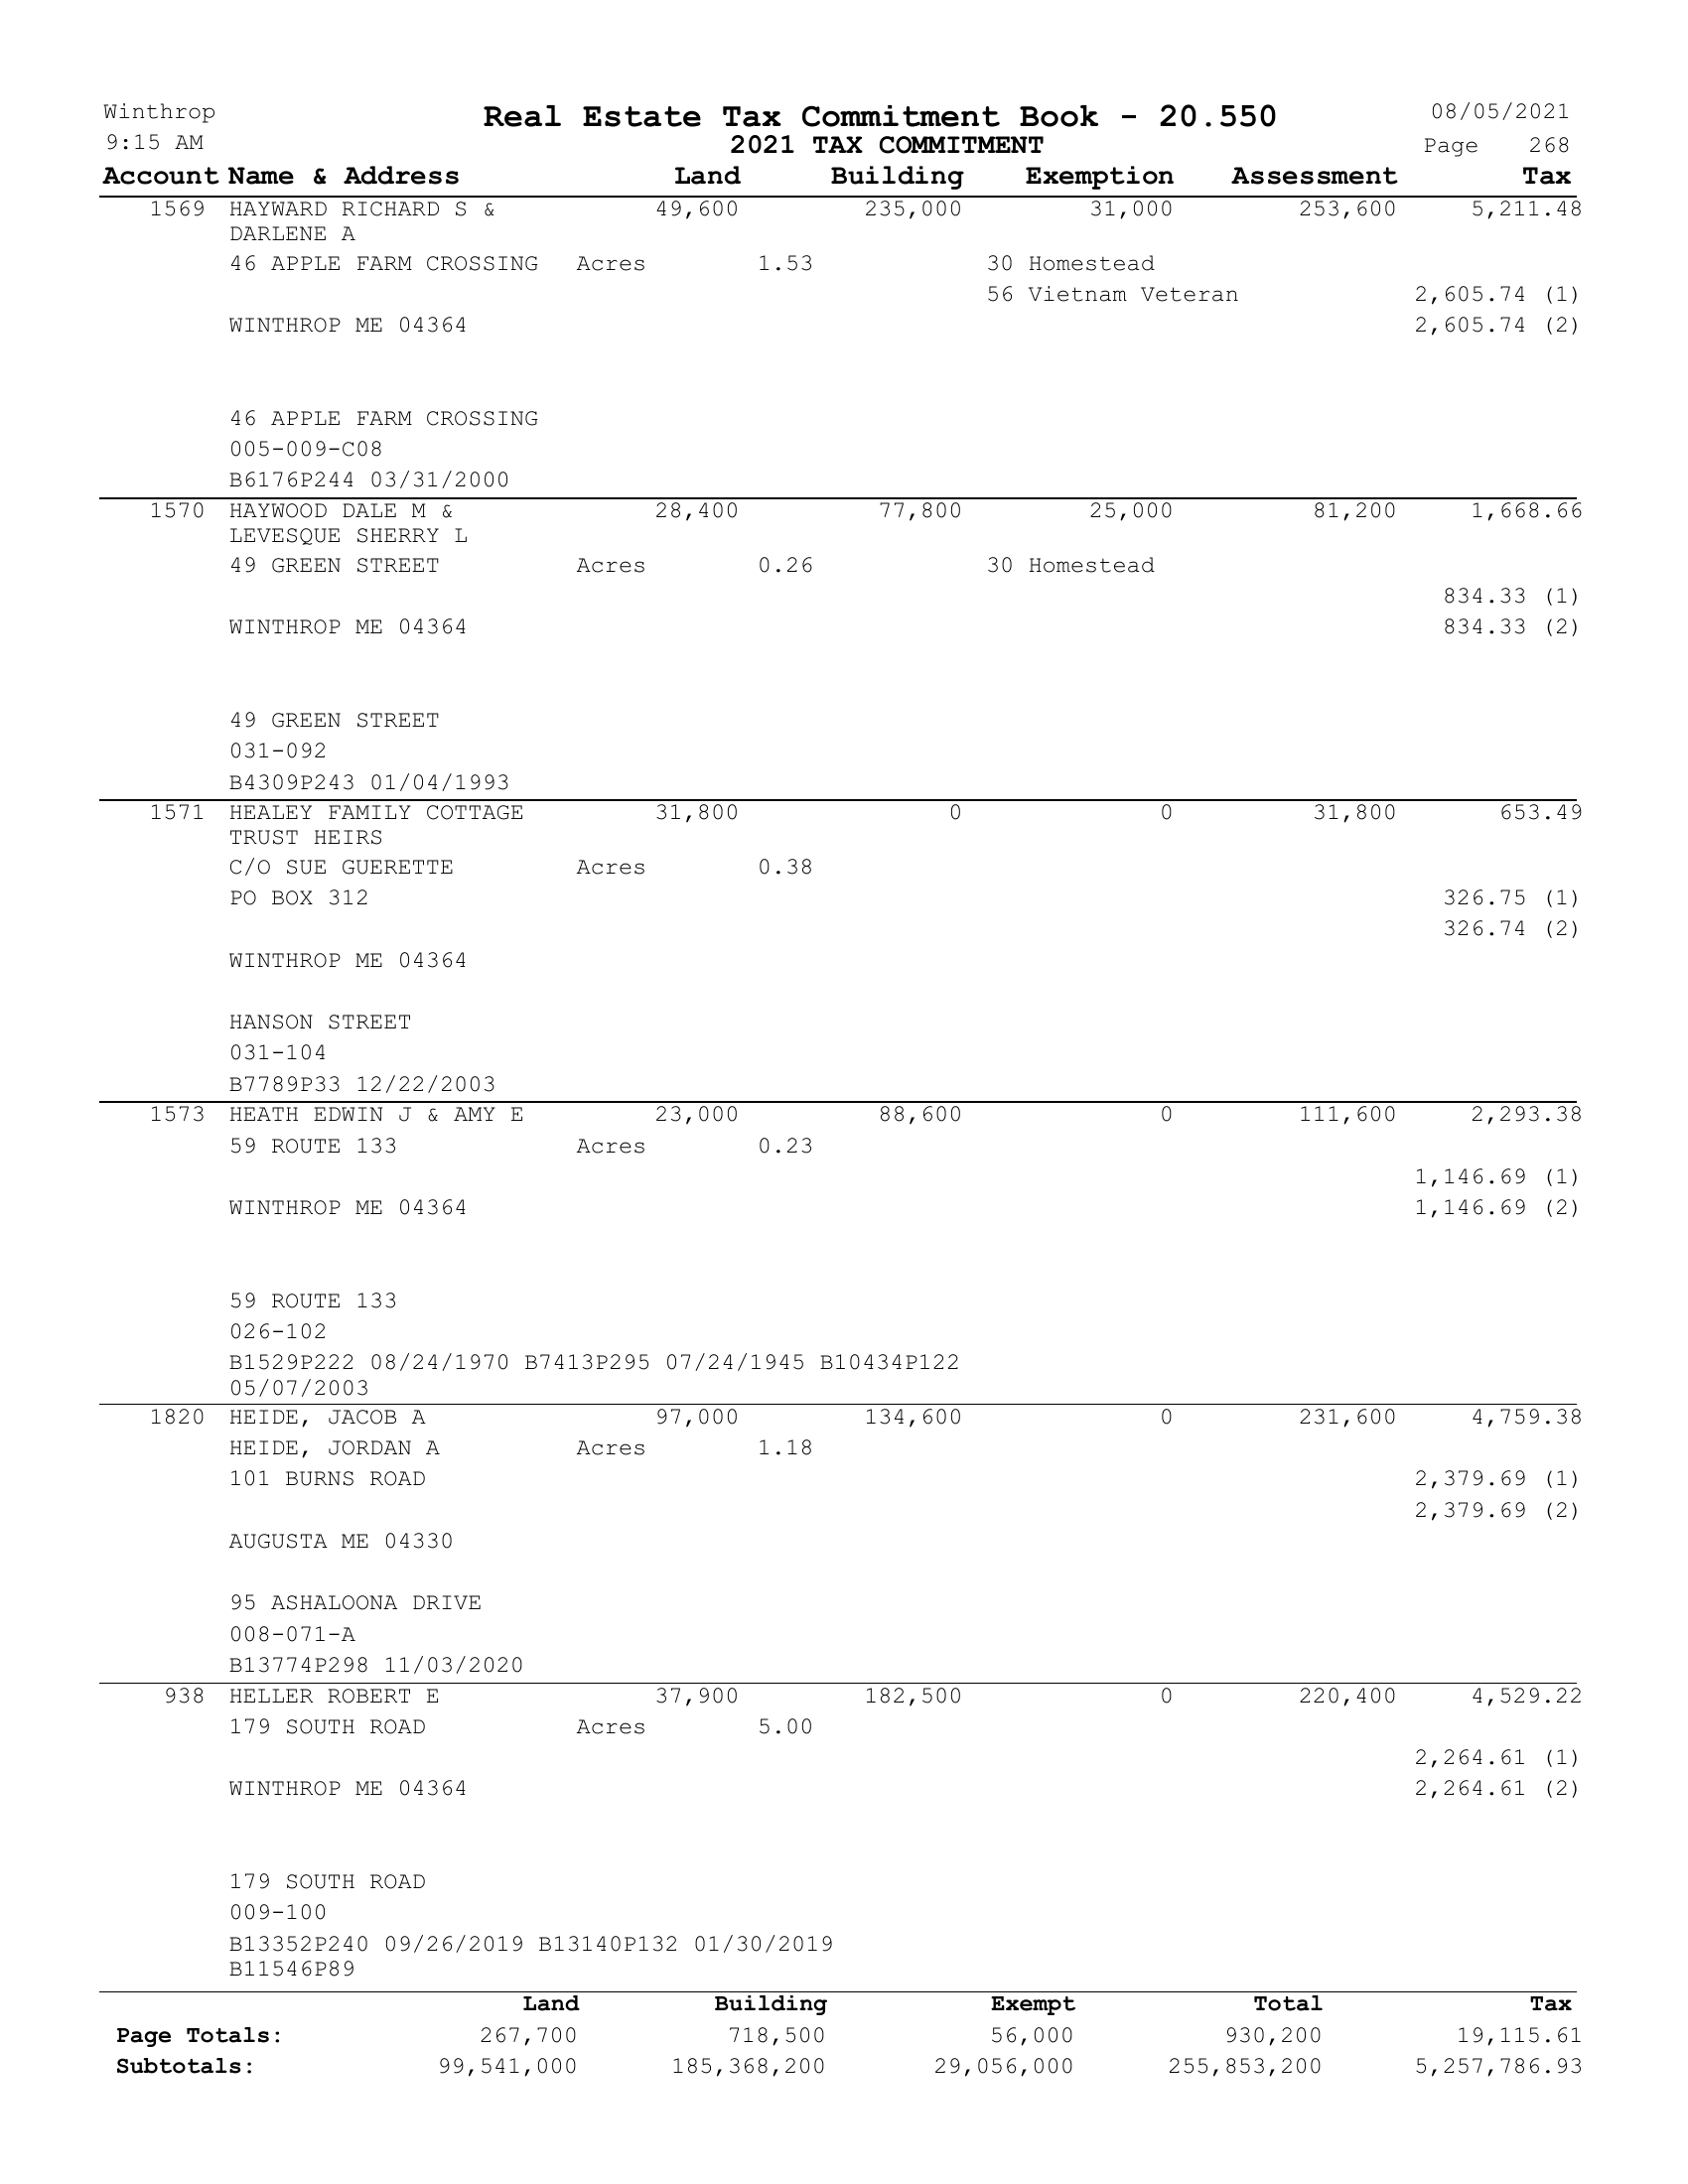 Winthrop Real Estate Tax Commitment Book - 20.550 08/05/2021
9:15 AM 2021 TAX COMMITMENT Page 268
Account Name & Address Land Building Exemption Assessment Tax
1569 HAYWARD RICHARD S & 49,600 235,000 31,000 253,600 5,211.48
DARLENE A
46 APPLE FARM CROSSING Acres 1.53 30 Homestead
56 Vietnam Veteran 2,605.74 (1)
WINTHROP ME 04364 2,605.74 (2)
46 APPLE FARM CROSSING
005-009-C08
B6176P244 03/31/2000
1570 HAYWOOD DALE M & 28,400 77,800 25,000 81,200 1,668.66
LEVESQUE SHERRY L
49 GREEN STREET Acres 0.26 30 Homestead
834.33 (1)
WINTHROP ME 04364 834.33 (2)
49 GREEN STREET
031-092
B4309P243 01/04/1993
1571 HEALEY FAMILY COTTAGE 31,800 0 0 31,800 653.49
TRUST HEIRS
C/O SUE GUERETTE Acres 0.38
PO BOX 312 326.75 (1)
326.74 (2)
WINTHROP ME 04364
HANSON STREET
031-104
B7789P33 12/22/2003
1573 HEATH EDWIN J & AMY E 23,000 88,600 0 111,600 2,293.38
59 ROUTE 133 Acres 0.23
1,146.69 (1)
WINTHROP ME 04364 1,146.69 (2)
59 ROUTE 133
026-102
B1529P222 08/24/1970 B7413P295 07/24/1945 B10434P122
05/07/2003
1820 HEIDE, JACOB A 97,000 134,600 0 231,600 4,759.38
HEIDE, JORDAN A Acres 1.18
101 BURNS ROAD 2,379.69 (1)
2,379.69 (2)
AUGUSTA ME 04330
95 ASHALOONA DRIVE
008-071-A
B13774P298 11/03/2020
938 HELLER ROBERT E 37,900 182,500 0 220,400 4,529.22
179 SOUTH ROAD Acres 5.00
2,264.61 (1)
WINTHROP ME 04364 2,264.61 (2)
179 SOUTH ROAD
009-100
B13352P240 09/26/2019 B13140P132 01/30/2019
B11546P89
Land Building Exempt Total Tax
Page Totals: 267,700 718,500 56,000 930,200 19,115.61
Subtotals: 99,541,000 185,368,200 29,056,000 255,853,200 5,257,786.93